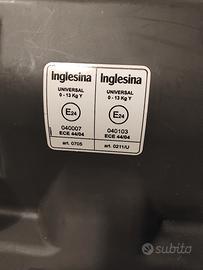 Inglesina
UNIVERSAL
0 - 13 Kg Y
E24
040007
ECE 44/04
art. 0705
Inglesina
UNIVERSAL
0 - 13 Kg Y
E24
040103
ECE 44/04
art. 0211/U
subito